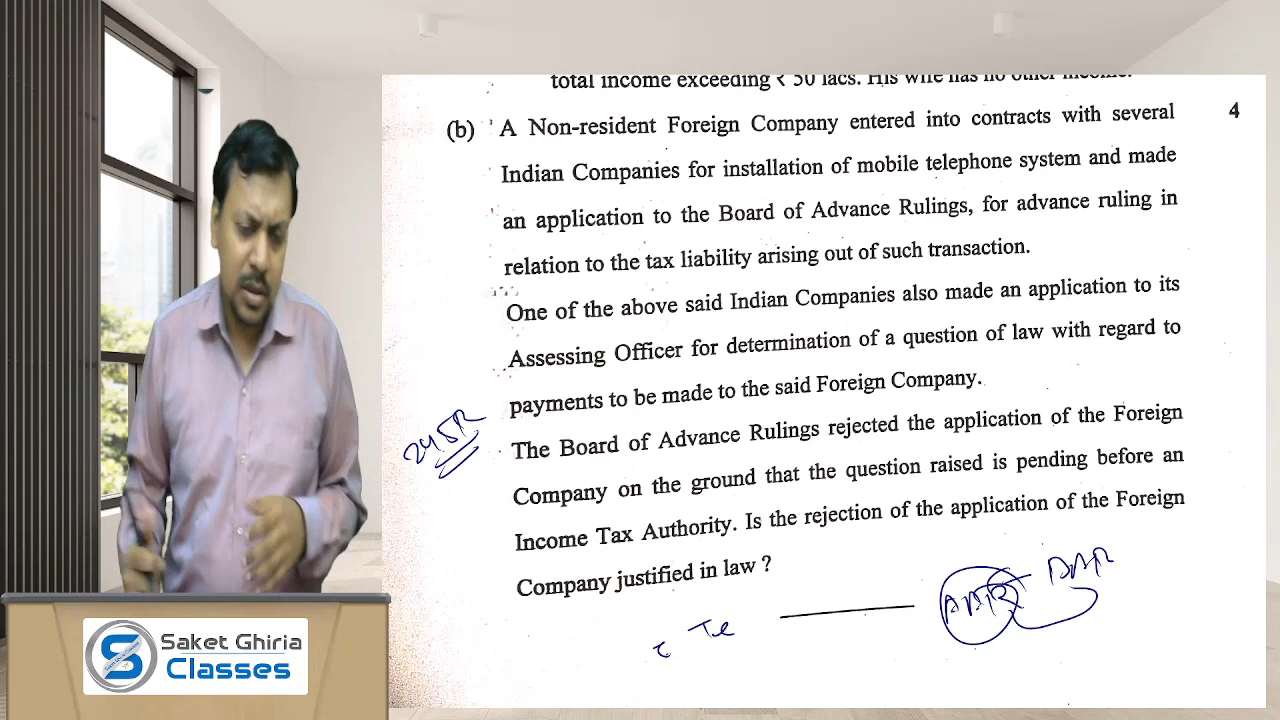 total income exceeding ₹ 50 lacs. His wife has no other income.
(b) A Non-resident Foreign Company entered into contracts with several 4
Indian Companies for installation of mobile telephone system and made
an application to the Board of Advance Rulings, for advance ruling in
relation to the tax liability arising out of such transaction.
One of the above said Indian Companies also made an application to its
Assessing Officer for determination of a question of law with regard to
payments to be made to the said Foreign Company.
The Board of Advance Rulings rejected the application of the Foreign
Company on the ground that the question raised is pending before an
Income Tax Authority. Is the rejection of the application of the Foreign
Company justified in law ?
245R
Te
Saket Ghiria
Classes